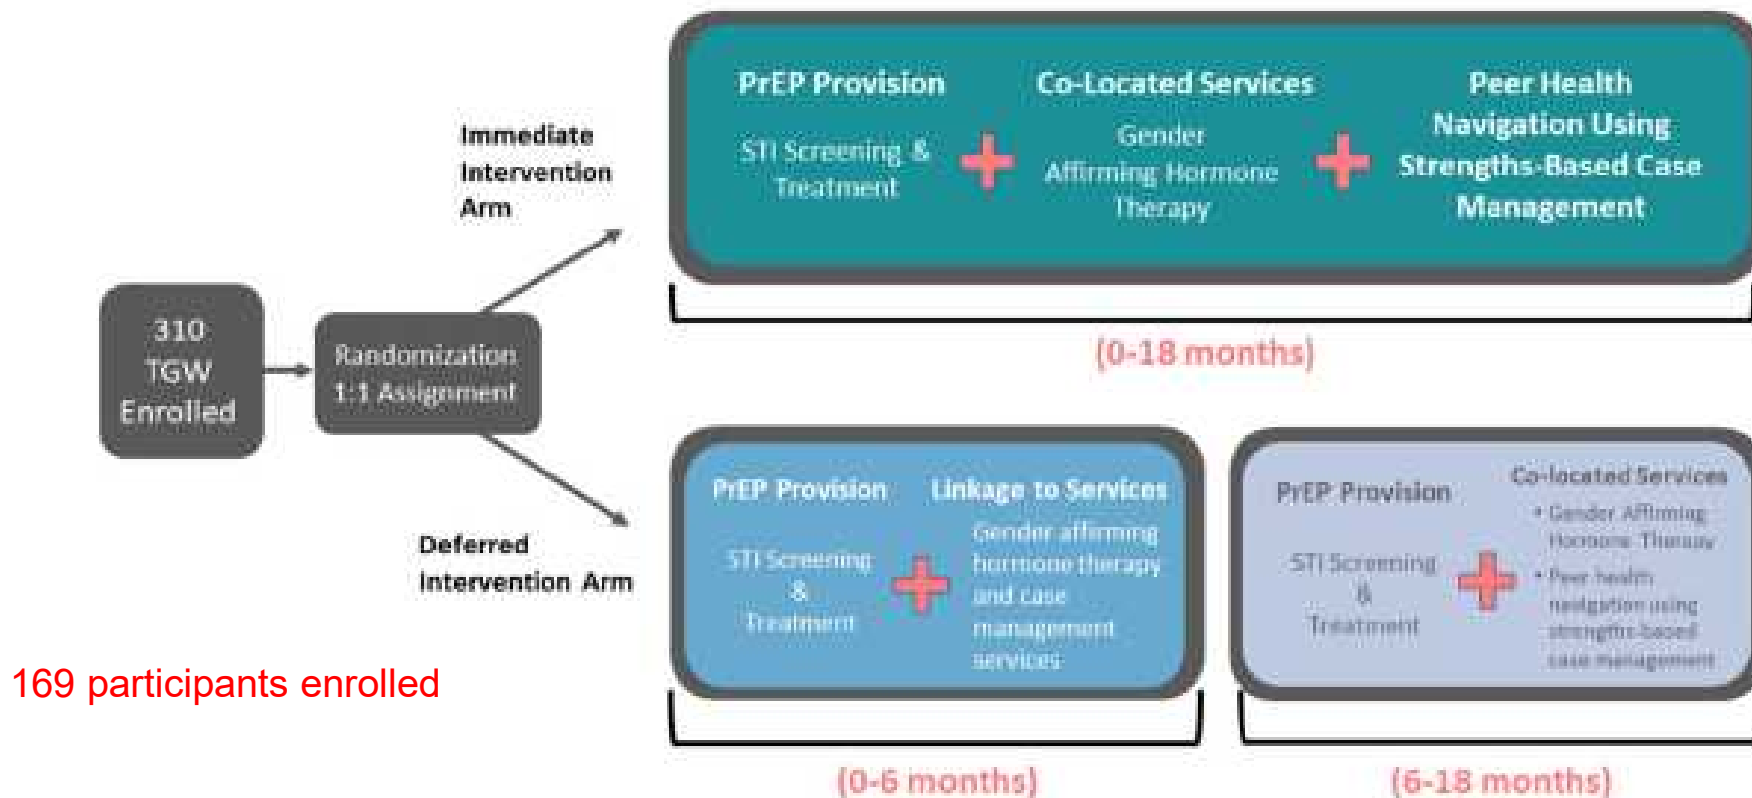 310
TGW
Enrolled
Randomization
1:1 Assignment
Immediate
Intervention
Arm
PrEP Provision
STI Screening &
Treatment
Co-Located Services
Gender
Affirming Hormone
Therapy
Peer Health
Navigation Using
Strengths-Based Case
Management
(0-18 months)
Deferred
Intervention Arm
PrEP Provision
STI Screening
&
Treatment
Linkage to Services
Gender affirming
hormone therapy
and case
management
services
(0-6 months)
PrEP Provision
STI Screening
&
Treatment
Co-located Services
• Gender Affirming
Hormone Therapy
• Peer health
navigation using
strengths-based
case management
(6-18 months)
169 participants enrolled